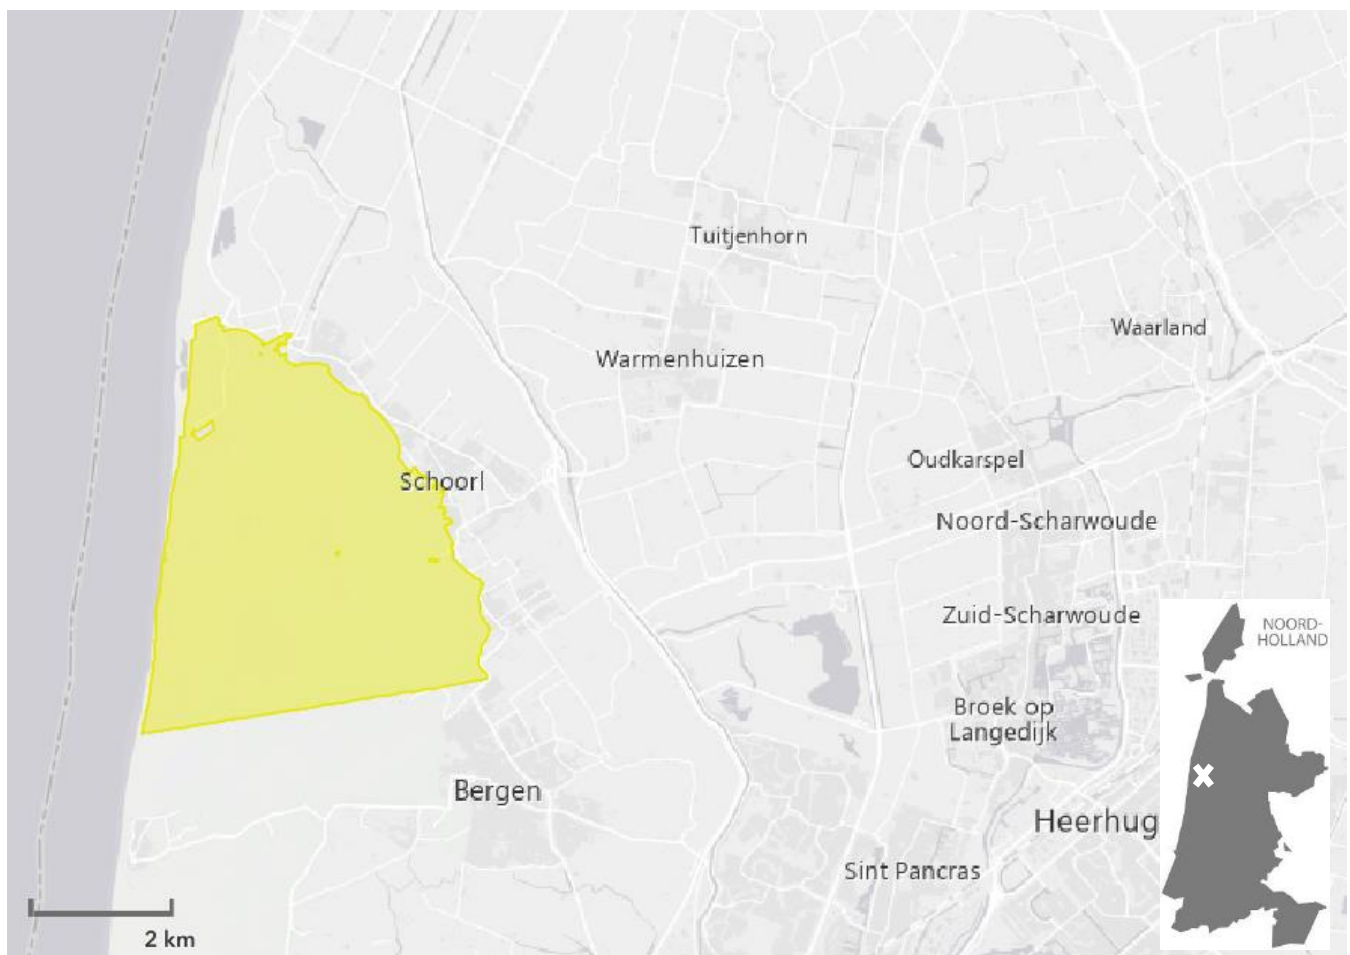 Tuitjenhorn
Waarland
Warmenhuizen
Oudkarspel
Schoorl
Noord-Scharwoude
Zuid-Scharwoude
NOORD-
HOLLAND
Broek op
Langedijk
Bergen
Heerhug
Sint Pancras
2 km